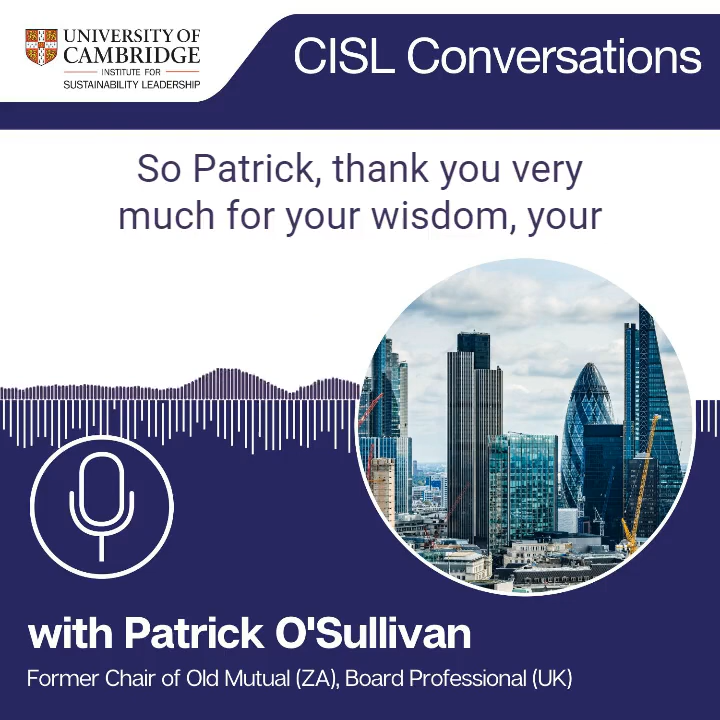 UNIVERSITY OF
CAMBRIDGE
INSTITUTE FOR
SUSTAINABILITY LEADERSHIP
CISL Conversations
So Patrick, thank you very
much for your wisdom, your
with Patrick O'Sullivan
Former Chair of Old Mutual (ZA), Board Professional (UK)